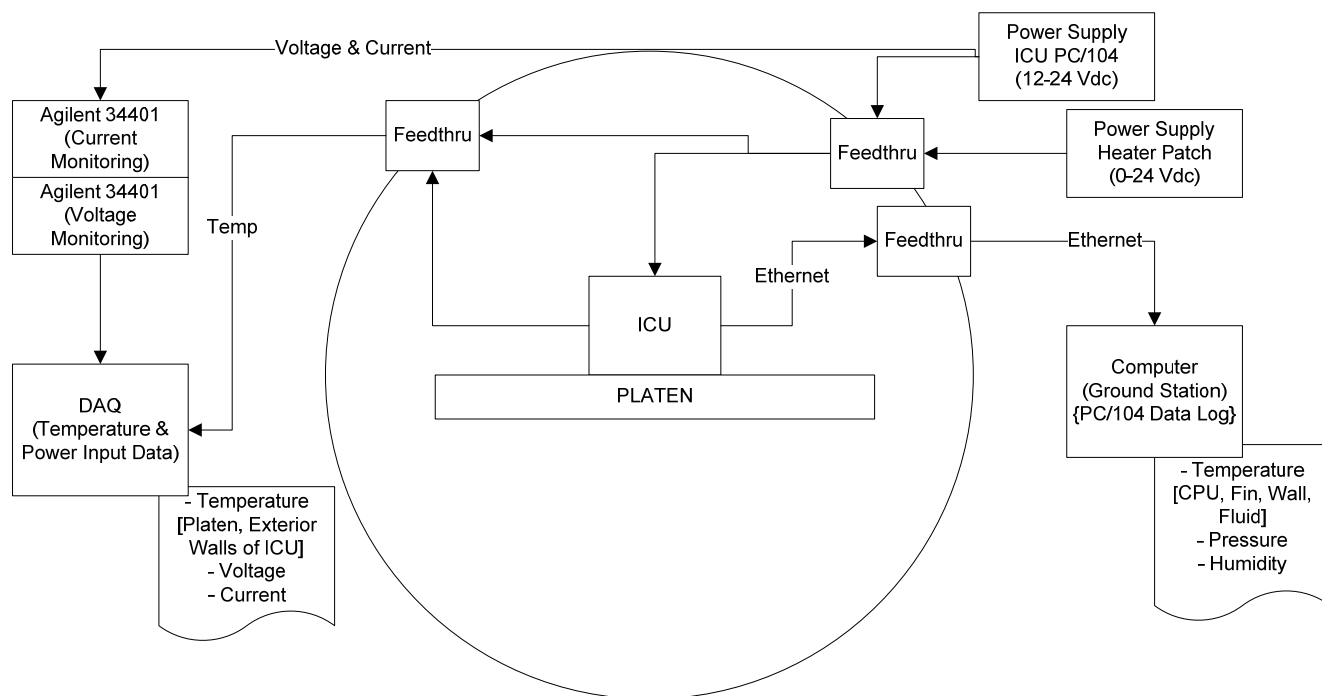 Voltage & Current
Power Supply
ICU PC/104
(12-24 Vdc)
Agilent 34401
(Current
Monitoring)
Agilent 34401
(Voltage
Monitoring)
Feedthru
Feedthru
Power Supply
Heater Patch
(0-24 Vdc)
Temp
Feedthru
Ethernet
Ethernet
ICU
PLATEN
Computer
(Ground Station)
{PC/104 Data Log}
DAQ
(Temperature &
Power Input Data)
- Temperature
[Platen, Exterior
Walls of ICU]
- Voltage
- Current
- Temperature
[CPU, Fin, Wall,
Fluid]
- Pressure
- Humidity